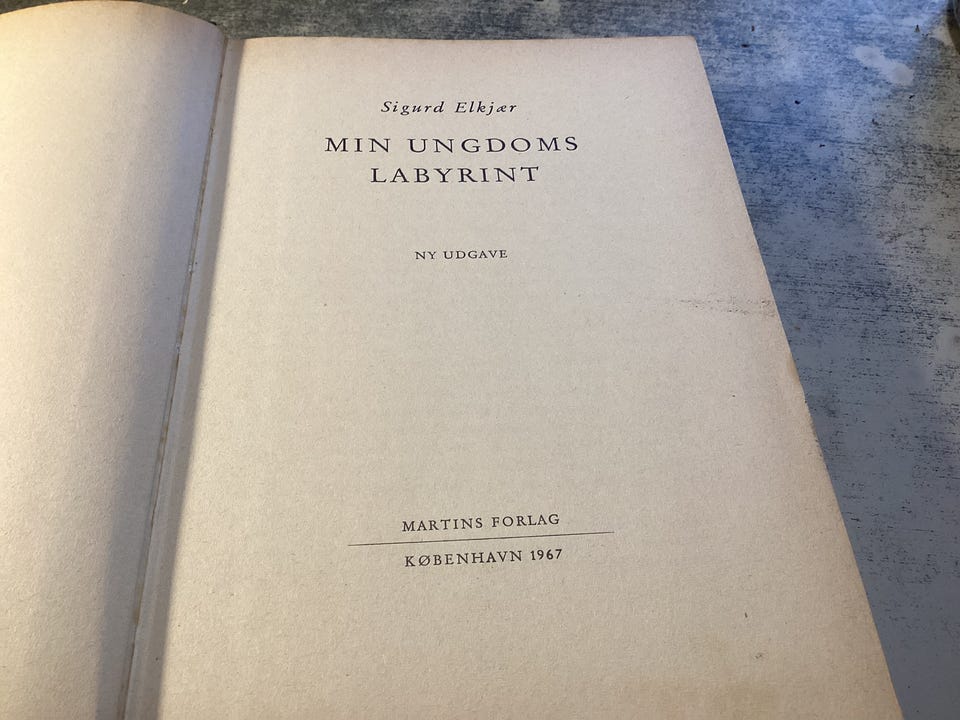 Sigurd Elkjær
MIN UNGDOMS
LABYRINT
NY UDGAVE
MARTINS FORLAG
KØBENHAVN 1967